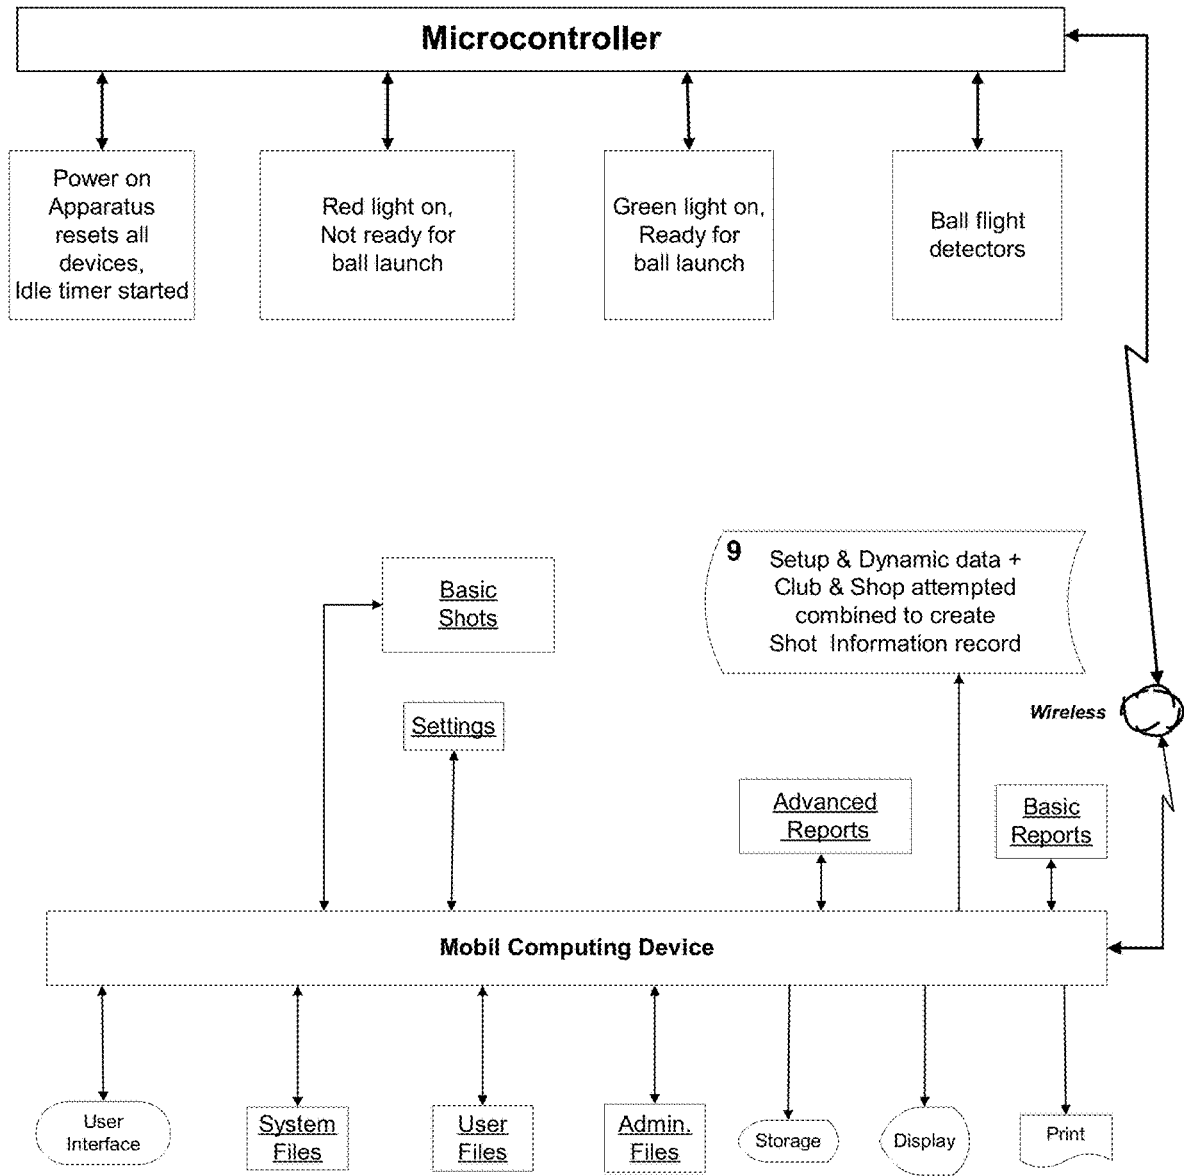 Microcontroller
Power on
Apparatus
resets all
devices,
Idle timer started
Red light on,
Not ready for
ball launch
Green light on,
Ready for
ball launch
Ball flight
detectors
9
Setup & Dynamic data +
Club & Shop attempted
combined to create
Shot Information record
Basic
Shots
Settings
Wireless
Advanced
Reports
Basic
Reports
Mobil Computing Device
User
Interface
System
Files
User
Files
Admin.
Files
Storage
Display
Print